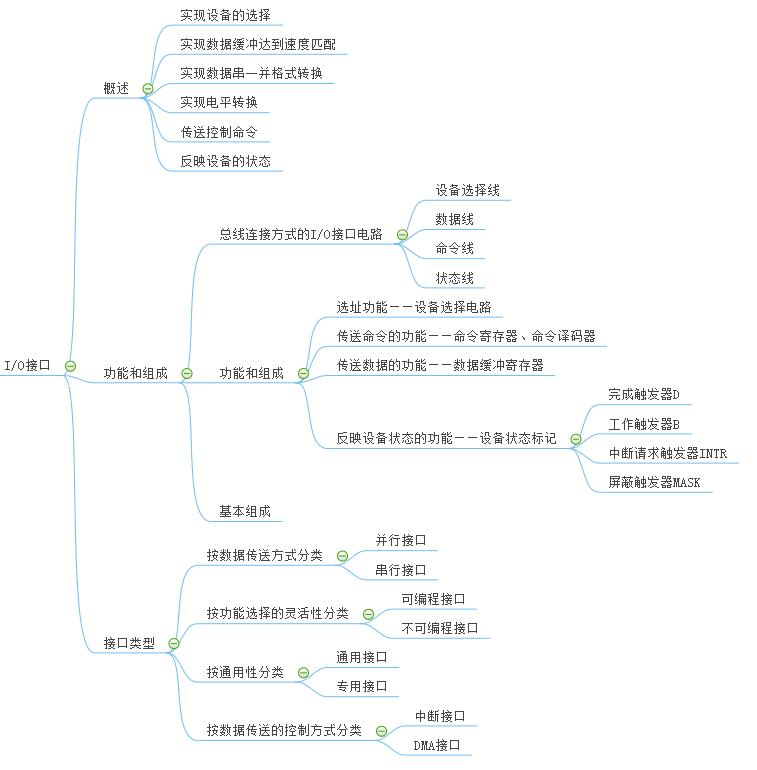 I/O接口
概述
实现设备的选择
实现数据缓冲达到速度匹配
实现数据串一并格式转换
实现电平转换
传送控制命令
反映设备的状态
功能和组成
总线连接方式的I/O接口电路
设备选择线
数据线
命令线
状态线
功能和组成
选址功能——设备选择电路
传送命令的功能——命令寄存器、命令译码器
传送数据的功能——数据缓冲寄存器
反映设备状态的功能——设备状态标记
完成触发器D
工作触发器B
中断请求触发器INTR
屏蔽触发器MASK
基本组成
接口类型
按数据传送方式分类
并行接口
串行接口
按功能选择的灵活性分类
可编程接口
不可编程接口
按通用性分类
通用接口
专用接口
按数据传送的控制方式分类
中断接口
DMA接口